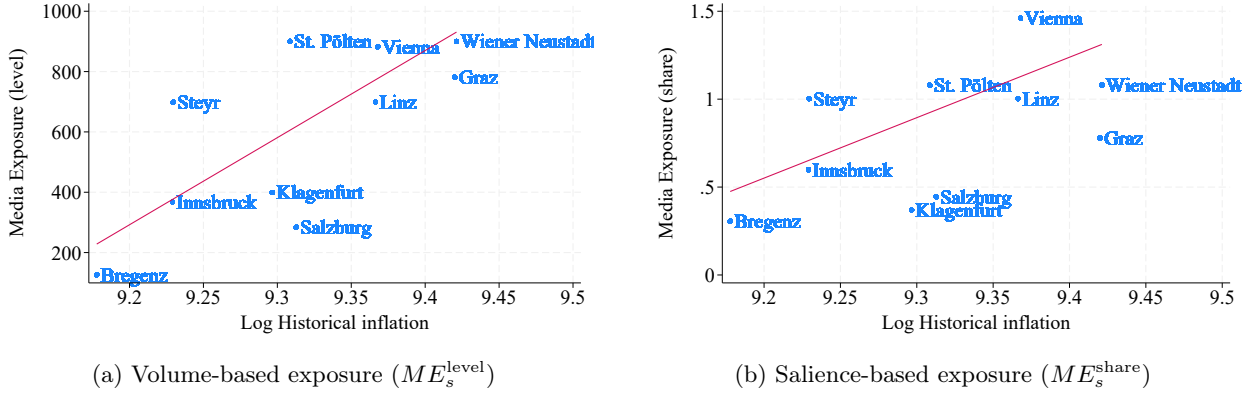 1000
800
600
400
200
Media Exposure (level)
St. Pölten
Vienna
Wiener Neustadt
Graz
Steyr
Linz
Klagenfurt
Innsbruck
Salzburg
Bregenz
9.2 9.25 9.3 9.35 9.4 9.45 9.5
Log Historical inflation
(a) Volume-based exposure (ME_s^level)
1.5
1
.5
0
Media Exposure (share)
Vienna
St. Pölten
Wiener Neustadt
Steyr
Linz
Graz
Innsbruck
Salzburg
Klagenfurt
Bregenz
9.2 9.25 9.3 9.35 9.4 9.45 9.5
Log Historical inflation
(b) Salience-based exposure (ME_s^share)